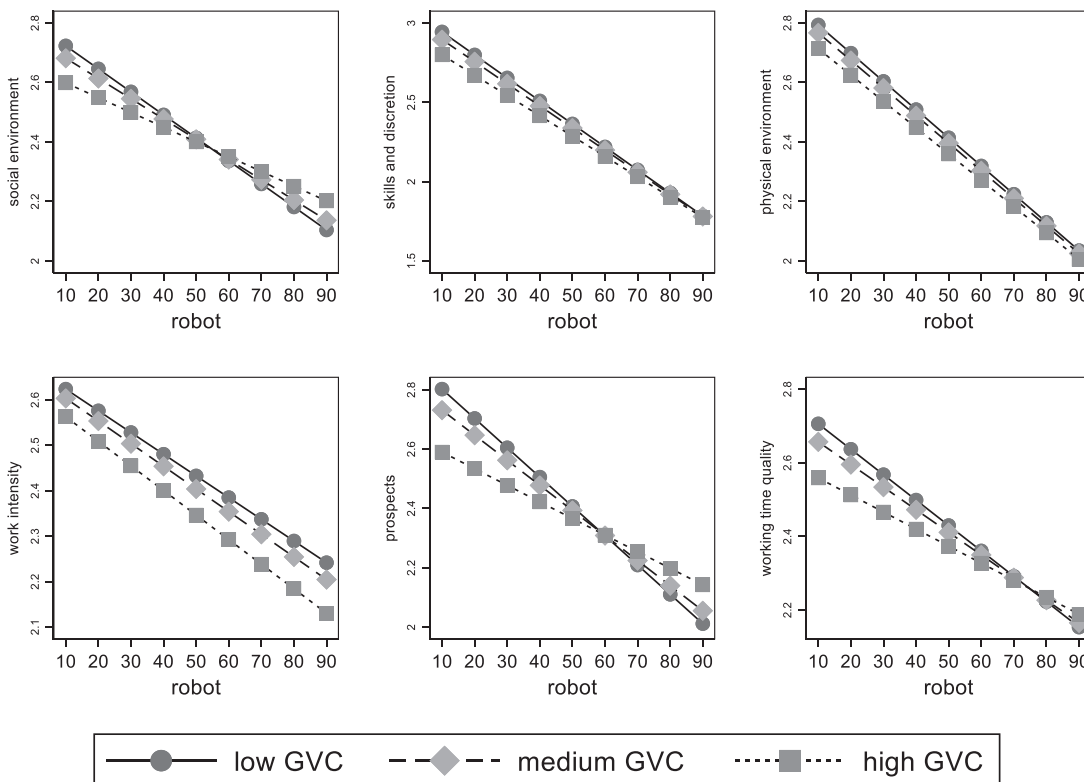 social environment
2 2.2 2.4 2.6 2.8
10 20 30 40 50 60 70 80 90
robot
skills and discretion
1.5 2 2.5 3
10 20 30 40 50 60 70 80 90
robot
physical environment
2 2.2 2.4 2.6 2.8
10 20 30 40 50 60 70 80 90
robot
work intensity
2.1 2.2 2.3 2.4 2.5 2.6
10 20 30 40 50 60 70 80 90
robot
prospects
2 2.2 2.4 2.6 2.8
10 20 30 40 50 60 70 80 90
robot
working time quality
2.2 2.4 2.6 2.8
10 20 30 40 50 60 70 80 90
robot
low GVC medium GVC high GVC